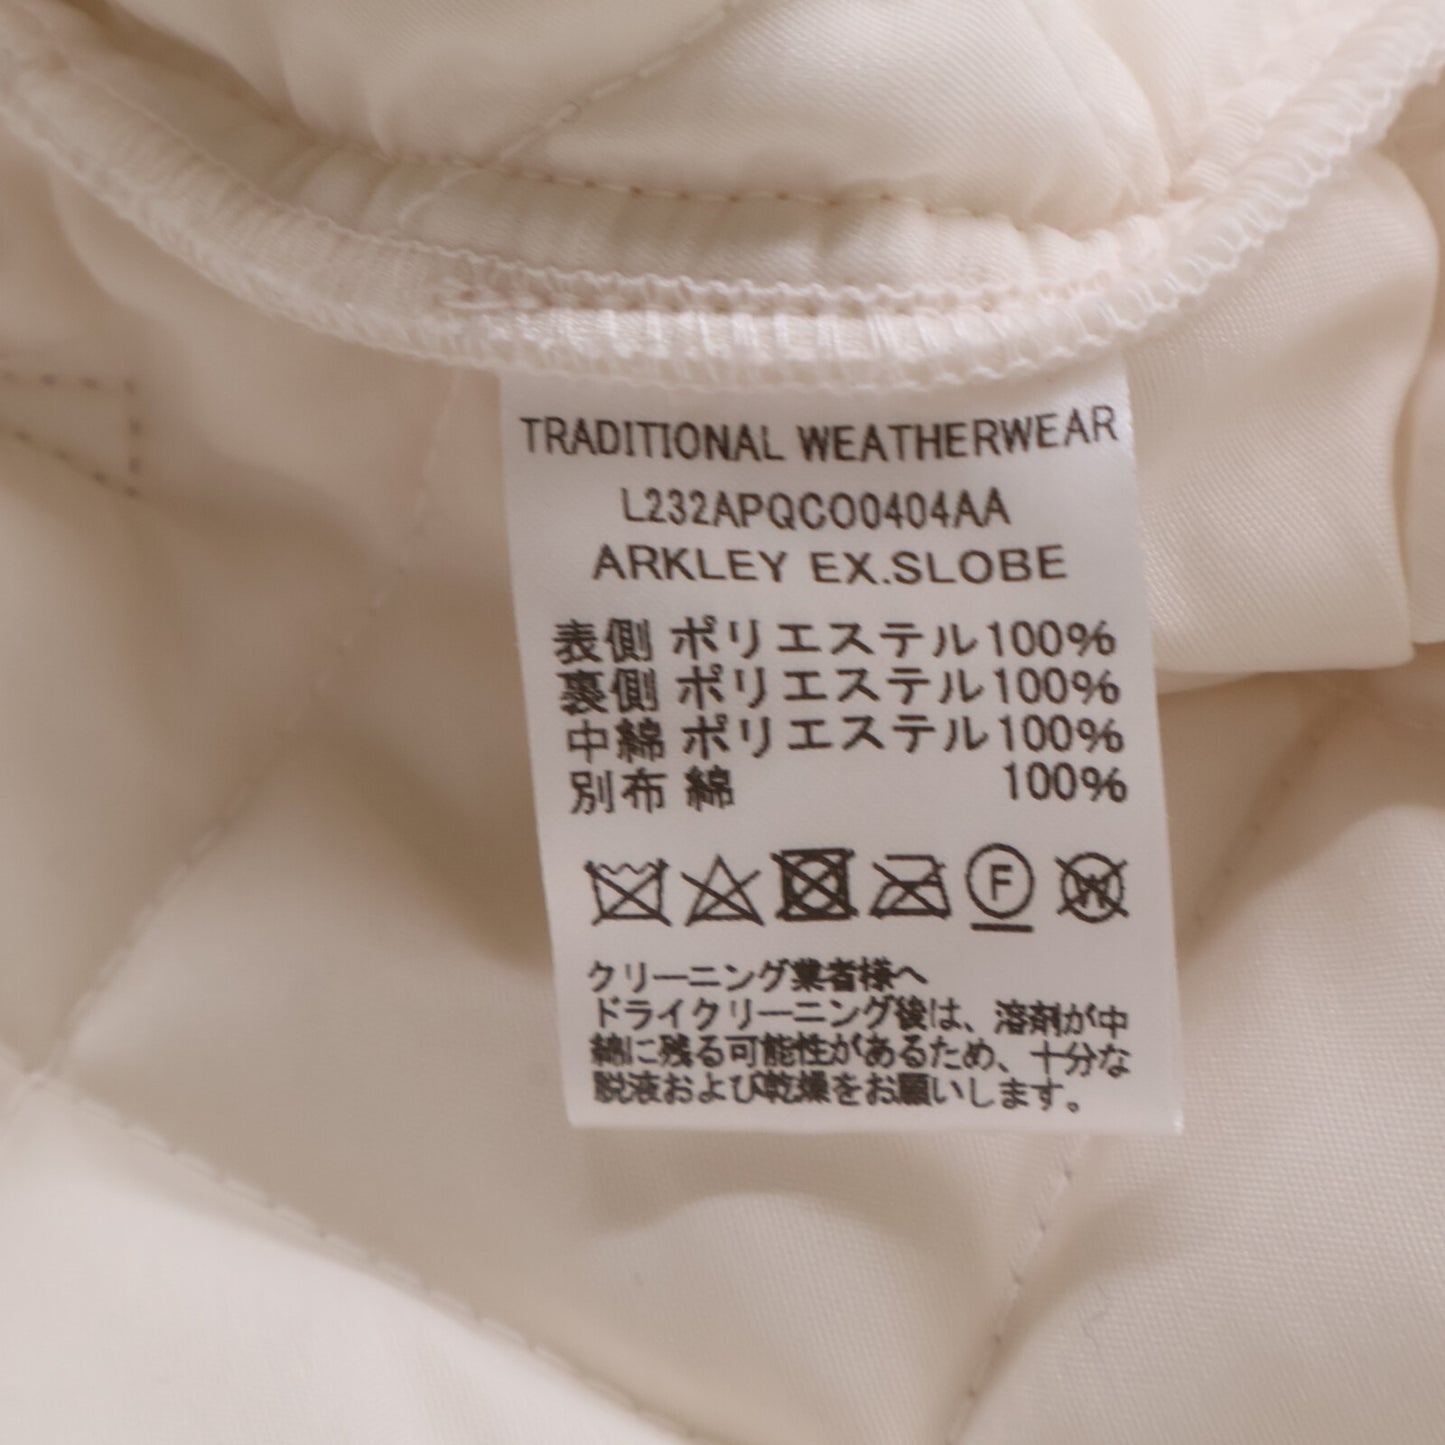 TRADITIONAL WEATHERWEAR
L232APQCO0404AA
ARKLEY EX.SLOBE
表側 ポリエステル100%
裏側 ポリエステル100%
中綿 ポリエステル100%
別布 綿 100%
F W
クリーニング業者様へ
ドライクリーニング後は、溶剤が中
綿に残る可能性があるため、十分な
脱液および乾燥をお願いします。